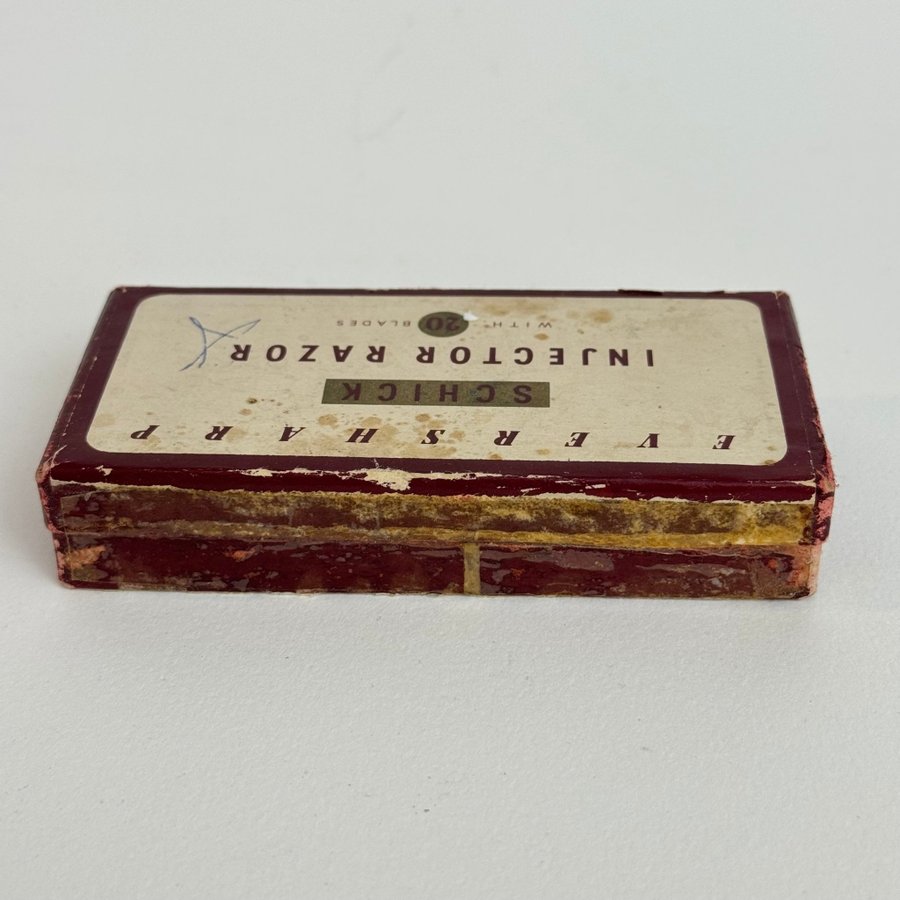 EVERSHARP
SCHICK
INJECTOR RAZOR
WITH 20 BLADES